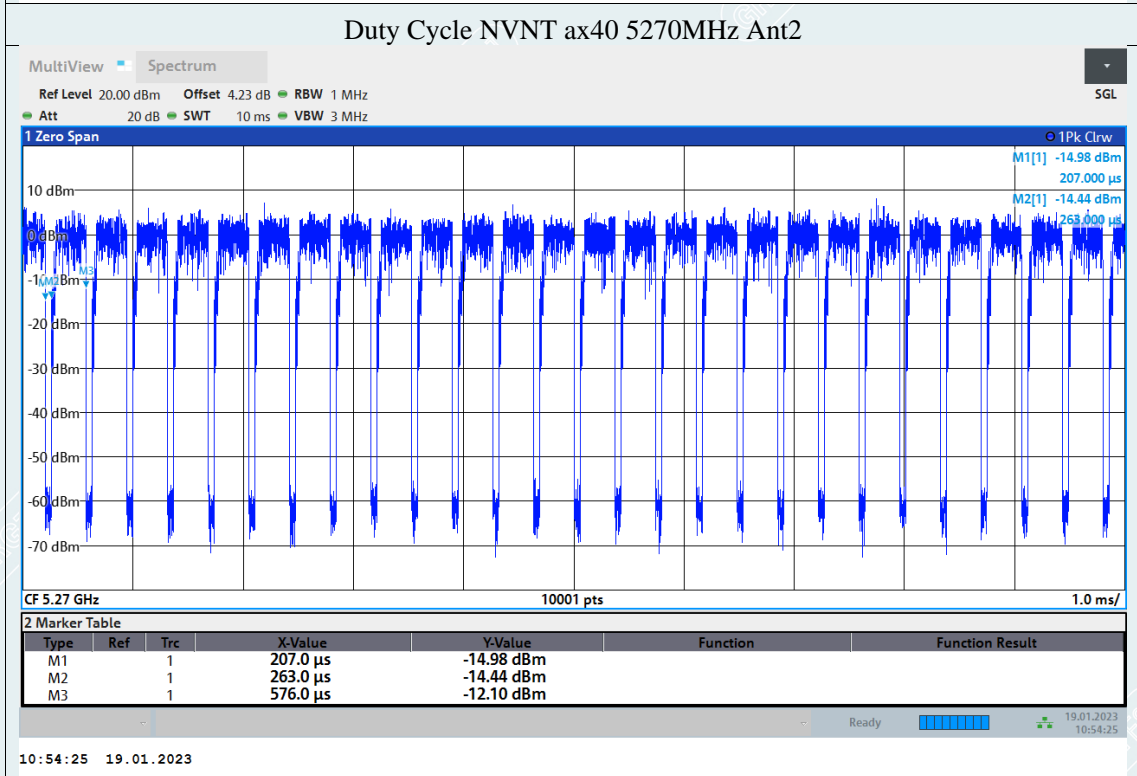 Duty Cycle NVNT ax40 5270MHz Ant2
MultiView Spectrum
Ref Level 20.00 dBm Offset 4.23 dB RBW 1 MHz SGL
Att 20 dB SWT 10 ms VBW 3 MHz
1 Zero Span 1Pk Clrw
M1[1] -14.98 dBm
207.000 µs
M2[1] -14.44 dBm
263.000 µs
10 dBm
0 dBm
M3
M2
-20 dBm
-30 dBm
-40 dBm
-50 dBm
-60 dBm
-70 dBm
CF 5.27 GHz 10001 pts 1.0 ms/
2 Marker Table
Type Ref Trc X-Value Y-Value Function Function Result
M1 1 207.0 µs -14.98 dBm
M2 1 263.0 µs -14.44 dBm
M3 1 576.0 µs -12.10 dBm
Ready 19.01.2023
10:54:25
10:54:25 19.01.2023